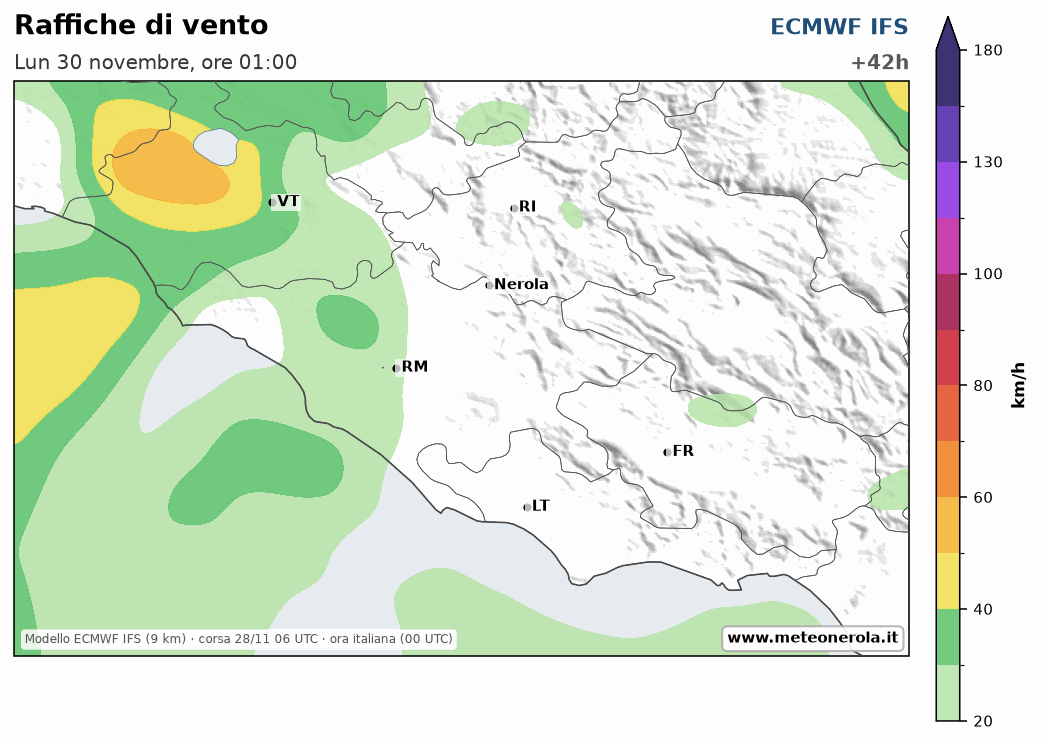 Raffiche di vento
ECMWF IFS
Lun 30 novembre, ore 01:00
+42h
180
130
100
80
60
40
20
km/h
VT
RI
Nerola
RM
FR
LT
Modello ECMWF IFS (9 km) · corsa 28/11 06 UTC · ora italiana (00 UTC)
www.meteonerola.it